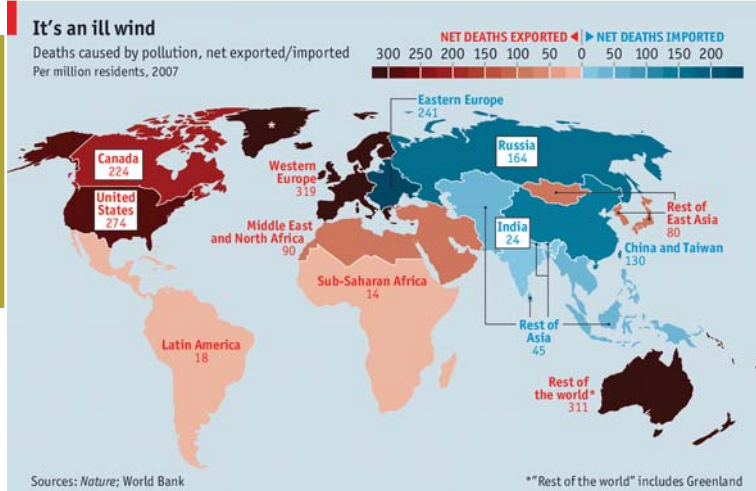 It's an ill wind
Deaths caused by pollution, net exported/imported
Per million residents, 2007
NET DEATHS EXPORTED ◀ ▶ NET DEATHS IMPORTED
300 250 200 150 100 50 0 50 100 150 200
Eastern Europe
241
*
Canada
224
Russia
164
Western
Europe
319
United
States
274
Rest of
East Asia
80
Middle East
and North Africa
90
India
24
China and Taiwan
130
Sub-Saharan Africa
14
Rest of
Asia
45
Latin America
18
Rest of
the world*
311
Sources: Nature; World Bank
*"Rest of the world" includes Greenland